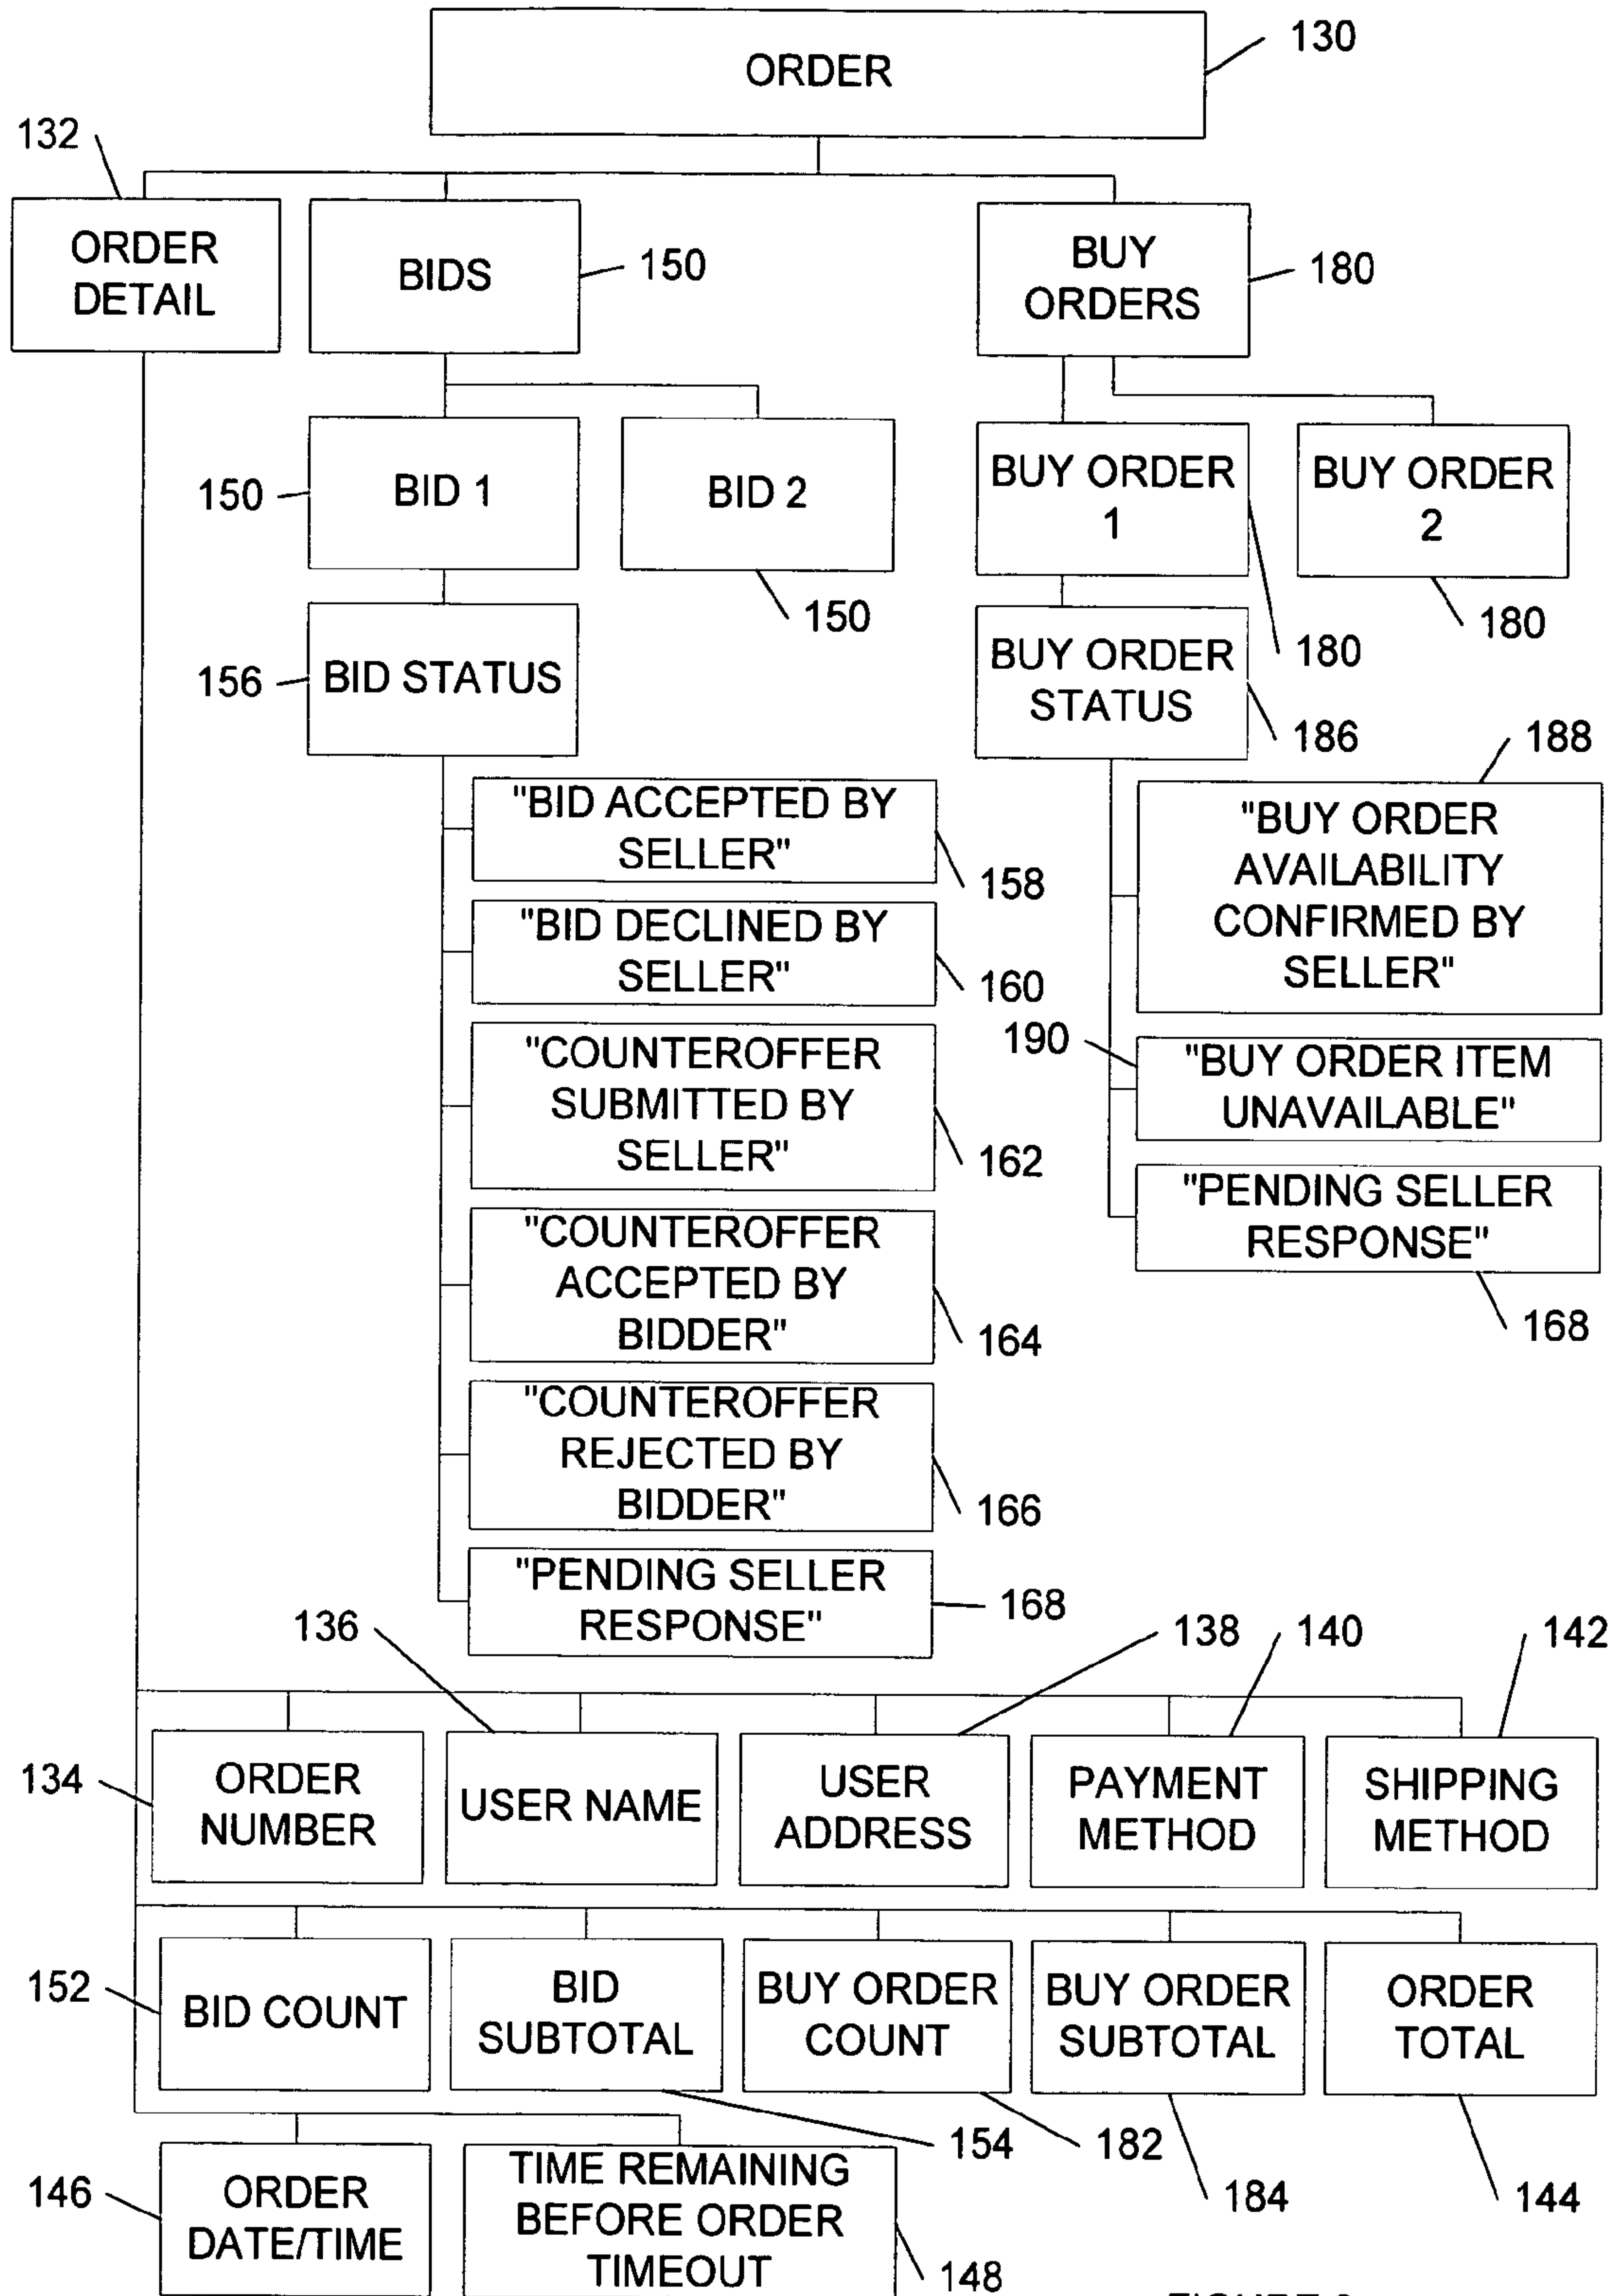 ORDER
130
132
ORDER
DETAIL
BIDS
150
BUY
ORDERS
180
150
BID 1
BID 2
150
BUY ORDER
1
180
BUY ORDER
2
180
156
BID STATUS
BUY ORDER
STATUS
186
"BID ACCEPTED BY
SELLER"
158
"BID DECLINED BY
SELLER"
160
"COUNTEROFFER
SUBMITTED BY
SELLER"
162
"COUNTEROFFER
ACCEPTED BY
BIDDER"
164
"COUNTEROFFER
REJECTED BY
BIDDER"
166
"PENDING SELLER
RESPONSE"
168
188
"BUY ORDER
AVAILABILITY
CONFIRMED BY
SELLER"
190
"BUY ORDER ITEM
UNAVAILABLE"
"PENDING SELLER
RESPONSE"
168
136
138
140
142
134
ORDER
NUMBER
USER NAME
USER
ADDRESS
PAYMENT
METHOD
SHIPPING
METHOD
152
BID COUNT
BID
SUBTOTAL
BUY ORDER
COUNT
BUY ORDER
SUBTOTAL
ORDER
TOTAL
154
182
184
144
146
ORDER
DATE/TIME
TIME REMAINING
BEFORE ORDER
TIMEOUT
148